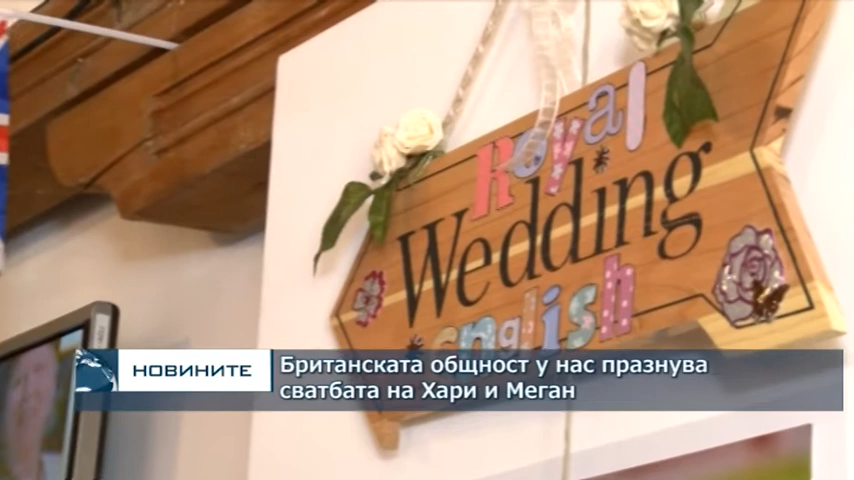 Royal
Wedding
English
НОВИНИТЕ
Британската общност у нас празнува
сватбата на Хари и Меган